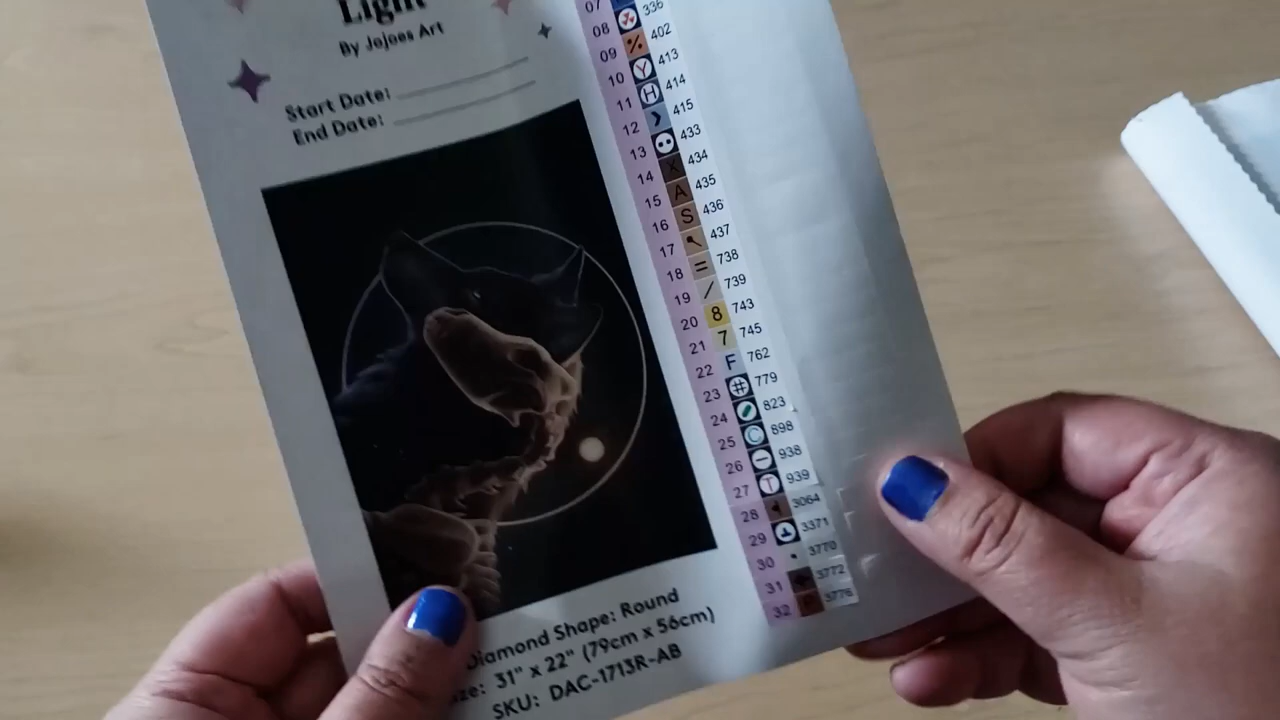 Light
By Jojoes Art
Start Date:
End Date:
07
08 336
09 402
10 Y 413
11 H 414
12 415
13 433
14 X 434
15 A 435
16 S 436
17 437
18 = 738
19 / 739
20 8 743
21 7 745
22 F 762
23 # 779
24 823
25 C 898
26 938
27 T 939
28 3064
29 3371
30 3770
31 3772
32 3776
Diamond Shape: Round
31" x 22" (79cm x 56cm)
SKU: DAC-1713R-AB